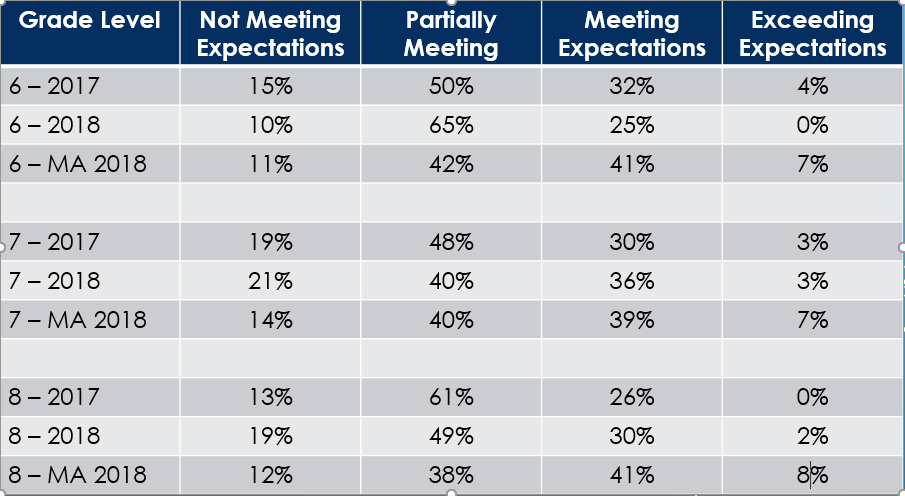 Grade Level Not Meeting Expectations Partially Meeting Meeting Expectations Exceeding Expectations
6 – 2017 15% 50% 32% 4%
6 – 2018 10% 65% 25% 0%
6 – MA 2018 11% 42% 41% 7%
7 – 2017 19% 48% 30% 3%
7 – 2018 21% 40% 36% 3%
7 – MA 2018 14% 40% 39% 7%
8 – 2017 13% 61% 26% 0%
8 – 2018 19% 49% 30% 2%
8 – MA 2018 12% 38% 41% 8%